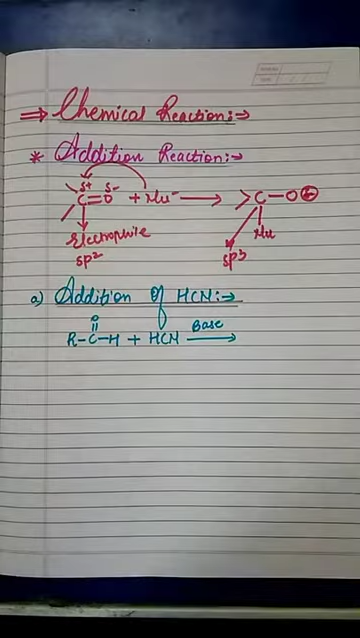 ⇒ Chemical Reaction:→
* Addition Reaction:→
δ+ δ-
>C=O + Nu⁻ → >C-O⊖
Electrophile Nu
sp² sp³
a) Addition of HCN:→
O
R-C-H + HCN Base →